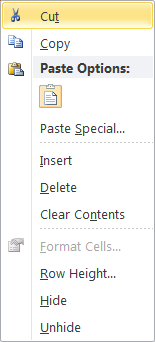 Cut
Copy
Paste Options:
Paste Special...
Insert
Delete
Clear Contents
Format Cells...
Row Height...
Hide
Unhide